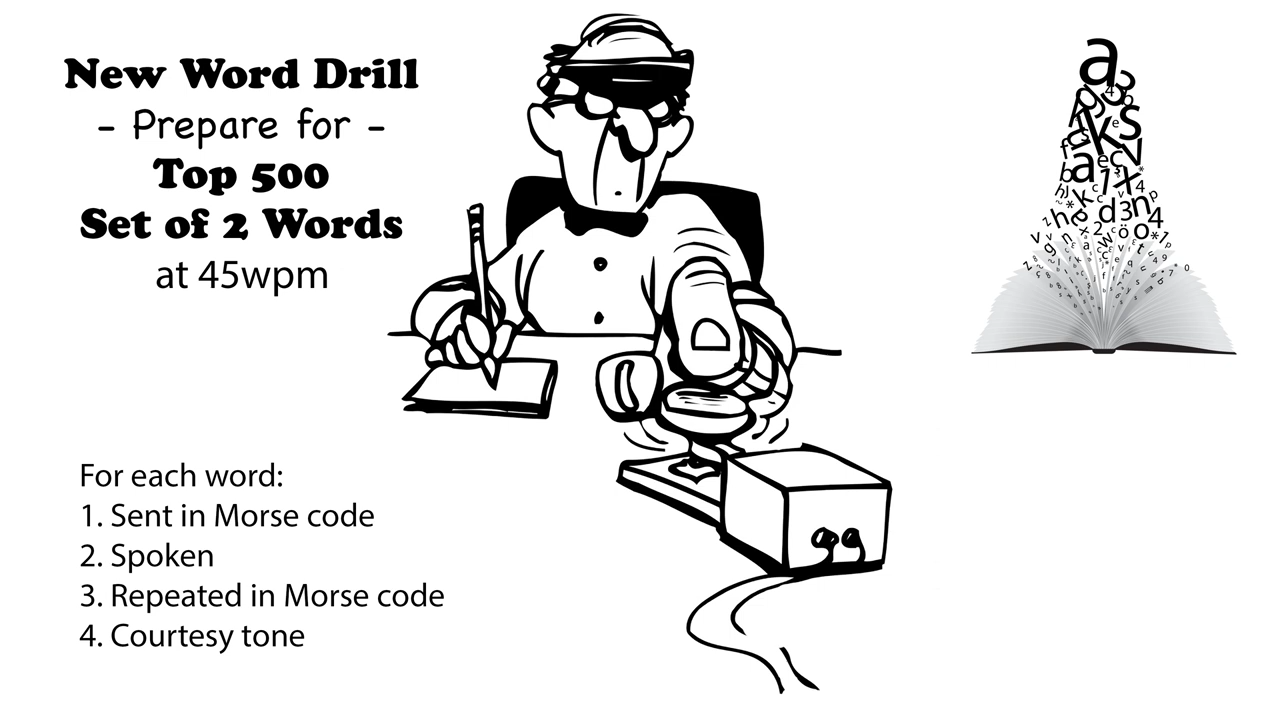 New Word Drill
- Prepare for -
Top 500
Set of 2 Words
at 45wpm
For each word:
1. Sent in Morse code
2. Spoken
3. Repeated in Morse code
4. Courtesy tone